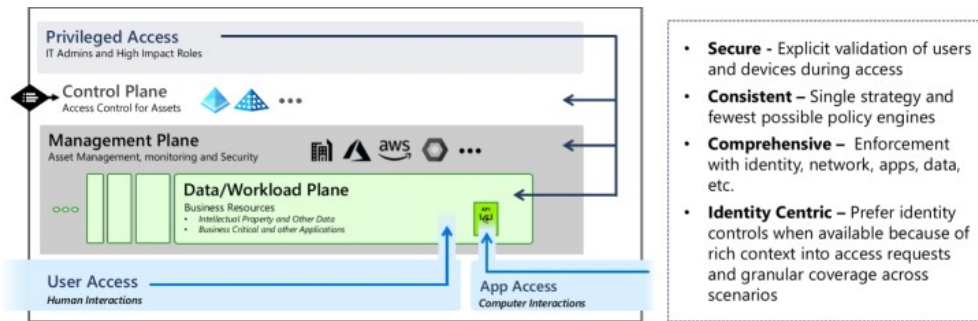 Privileged Access
IT Admins and High Impact Roles
Control Plane
Access Control for Assets
Management Plane
Asset Management, monitoring and Security
aws
Data/Workload Plane
Business Resources
• Intellectual Property and Other Data
• Business Critical and other Applications
API
User Access
Human Interactions
App Access
Computer Interactions
• Secure - Explicit validation of users
and devices during access
• Consistent – Single strategy and
fewest possible policy engines
• Comprehensive – Enforcement
with identity, network, apps, data,
etc.
• Identity Centric – Prefer identity
controls when available because of
rich context into access requests
and granular coverage across
scenarios